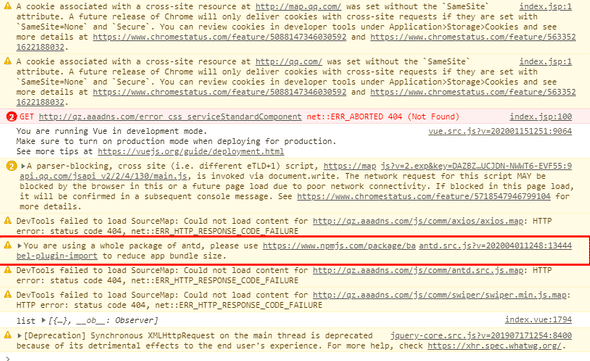 A cookie associated with a cross-site resource at http://map.qq.com/ was set without the `SameSite` index.jsp:1
attribute. A future release of Chrome will only deliver cookies with cross-site requests if they are set with
`SameSite=None` and `Secure`. You can review cookies in developer tools under Application>Storage>Cookies and see
more details at https://www.chromestatus.com/feature/5088147346030592 and https://www.chromestatus.com/feature/563352
1622188032.
A cookie associated with a cross-site resource at http://qq.com/ was set without the `SameSite` index.jsp:1
attribute. A future release of Chrome will only deliver cookies with cross-site requests if they are set with
`SameSite=None` and `Secure`. You can review cookies in developer tools under Application>Storage>Cookies and see
more details at https://www.chromestatus.com/feature/5088147346030592 and https://www.chromestatus.com/feature/563352
1622188032.
2 GET http://qz.aaadns.com/error css serviceStandardComponent net::ERR_ABORTED 404 (Not Found) index.jsp:100
You are running Vue in development mode. vue.src.js?v=202001151251:9064
Make sure to turn on production mode when deploying for production.
See more tips at https://vuejs.org/guide/deployment.html
2 A parser-blocking, cross site (i.e. different eTLD+1) script, https://map js?v=2.exp&key=DAZBZ…UCJDN-NWWT6-EVF55:9
api.qq.com/jsapi_v2/2/4/130/main.js, is invoked via document.write. The network request for this script MAY be
blocked by the browser in this or a future page load due to poor network connectivity. If blocked in this page load,
it will be confirmed in a subsequent console message. See https://www.chromestatus.com/feature/5718547946799104 for
more details.
DevTools failed to load SourceMap: Could not load content for http://qz.aaadns.com/js/comm/axios/axios.map: HTTP
error: status code 404, net::ERR_HTTP_RESPONSE_CODE_FAILURE
You are using a whole package of antd, please use https://www.npmjs.com/package/ba antd.src.js?v=202004011248:13444
bel-plugin-import to reduce app bundle size.
DevTools failed to load SourceMap: Could not load content for http://qz.aaadns.com/js/comm/antd.src.js.map: HTTP
error: status code 404, net::ERR_HTTP_RESPONSE_CODE_FAILURE
DevTools failed to load SourceMap: Could not load content for http://qz.aaadns.com/js/comm/swiper/swiper.min.js.map:
HTTP error: status code 404, net::ERR_HTTP_RESPONSE_CODE_FAILURE
list [{…}, __ob__: Observer] index.vue:1794
[Deprecation] Synchronous XMLHttpRequest on the main thread is deprecated jquery-core.src.js?v=201907171254:8400
because of its detrimental effects to the end user's experience. For more help, check https://xhr.spec.whatwg.org/.